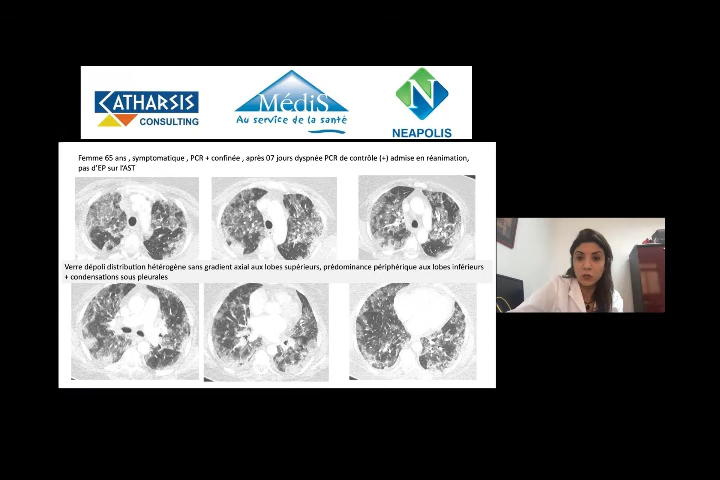 CATHARSIS
CONSULTING
MédiS
Au service de la santé
N
NEAPOLIS
Femme 65 ans , symptomatique , PCR + confinée , après 07 jours dyspnée PCR de contrôle (+) admise en réanimation,
pas d'EP sur l'AST
Verre dépoli distribution hétérogène sans gradient axial aux lobes supérieurs, prédominance périphérique aux lobes inférieurs
+ condensations sous pleurales